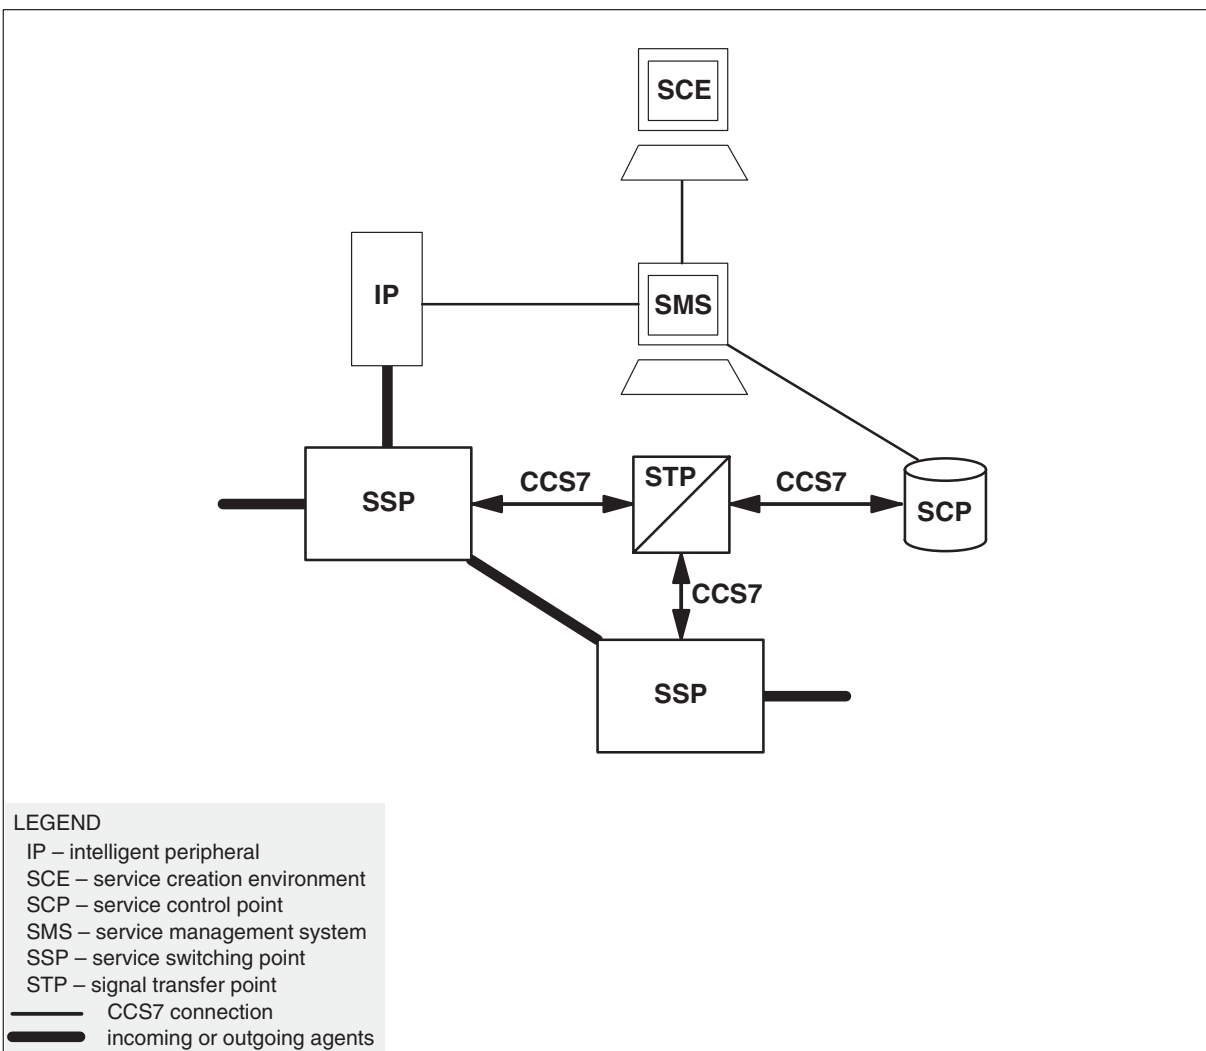 SCE
IP
SMS
SSP
CCS7
STP
CCS7
SCP
CCS7
SSP
LEGEND
IP – intelligent peripheral
SCE – service creation environment
SCP – service control point
SMS – service management system
SSP – service switching point
STP – signal transfer point
CCS7 connection
incoming or outgoing agents